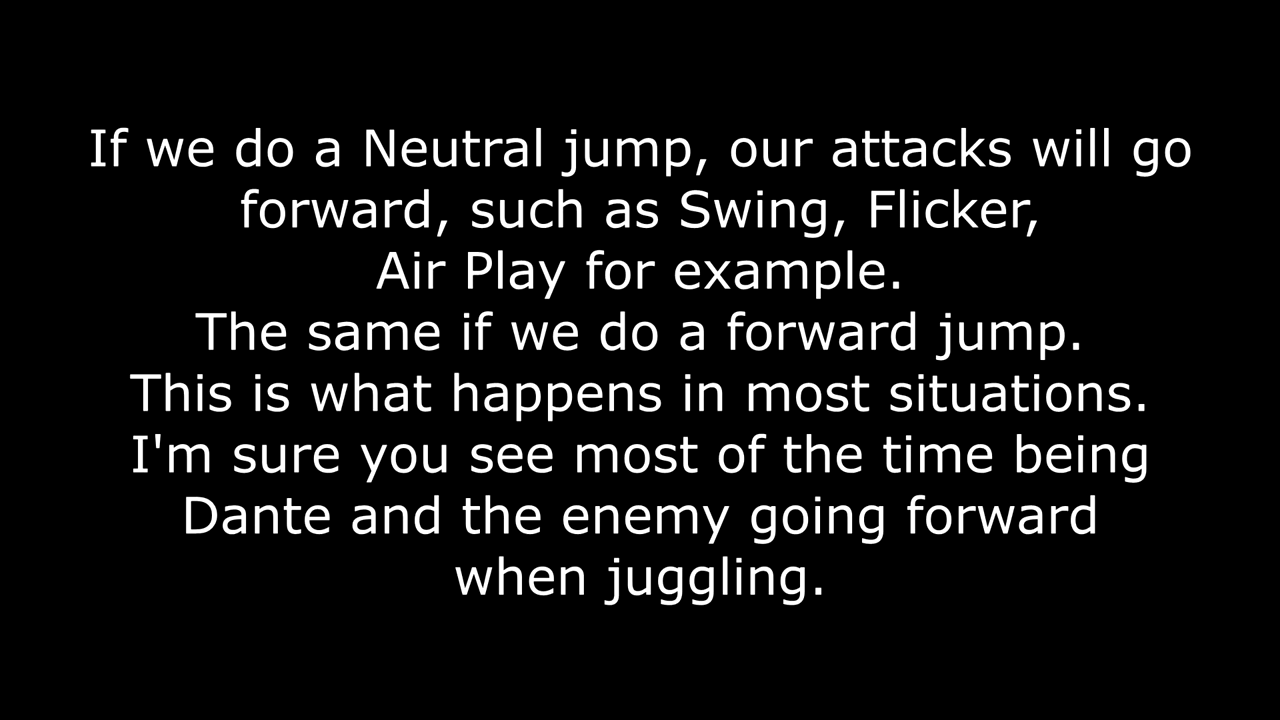 If we do a Neutral jump, our attacks will go
forward, such as Swing, Flicker,
Air Play for example.
The same if we do a forward jump.
This is what happens in most situations.
I'm sure you see most of the time being
Dante and the enemy going forward
when juggling.